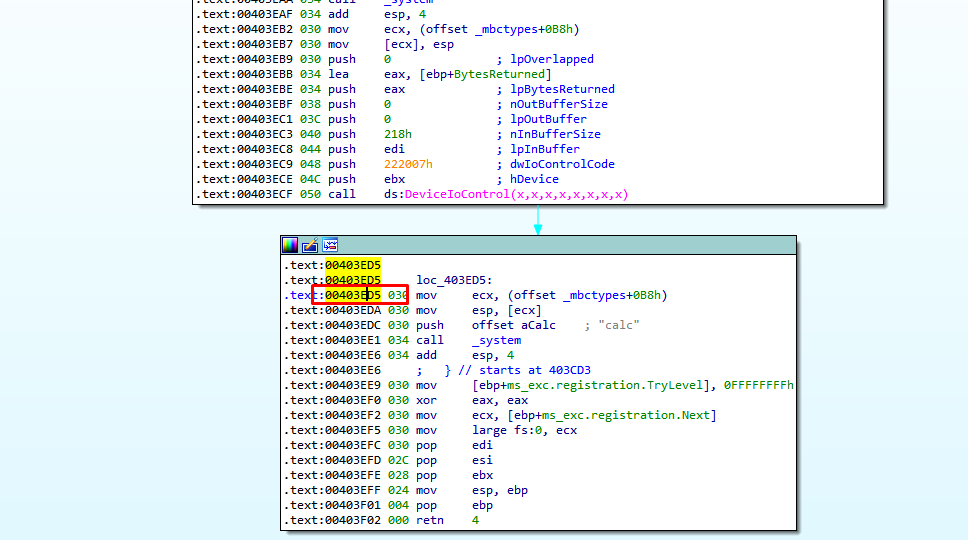 .text:00403EAA 034 call    _system
.text:00403EAF 034 add     esp, 4
.text:00403EB2 030 mov     ecx, (offset _mbctypes+0B8h)
.text:00403EB7 030 mov     [ecx], esp
.text:00403EB9 030 push    0               ; lpOverlapped
.text:00403EBB 034 lea     eax, [ebp+BytesReturned]
.text:00403EBE 034 push    eax             ; lpBytesReturned
.text:00403EBF 038 push    0               ; nOutBufferSize
.text:00403EC1 03C push    0               ; lpOutBuffer
.text:00403EC3 040 push    218h            ; nInBufferSize
.text:00403EC8 044 push    edi             ; lpInBuffer
.text:00403EC9 048 push    222007h         ; dwIoControlCode
.text:00403ECE 04C push    ebx             ; hDevice
.text:00403ECF 050 call    ds:DeviceIoControl(x,x,x,x,x,x,x,x)
.text:00403ED5
.text:00403ED5     loc_403ED5:
.text:00403ED5 030 mov     ecx, (offset _mbctypes+0B8h)
.text:00403EDA 030 mov     esp, [ecx]
.text:00403EDC 030 push    offset aCalc    ; "calc"
.text:00403EE1 034 call    _system
.text:00403EE6 034 add     esp, 4
.text:00403EE6     ;   } // starts at 403CD3
.text:00403EE9 030 mov     [ebp+ms_exc.registration.TryLevel], 0FFFFFFFFh
.text:00403EF0 030 xor     eax, eax
.text:00403EF2 030 mov     ecx, [ebp+ms_exc.registration.Next]
.text:00403EF5 030 mov     large fs:0, ecx
.text:00403EFC 030 pop     edi
.text:00403EFD 02C pop     esi
.text:00403EFE 028 pop     ebx
.text:00403EFF 024 mov     esp, ebp
.text:00403F01 004 pop     ebp
.text:00403F02 000 retn    4